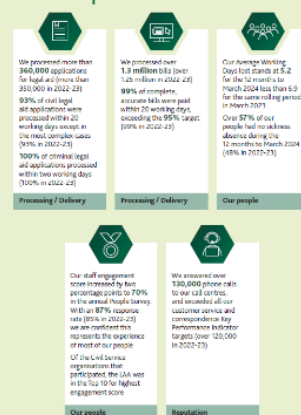 We processed more than
360,000 applications
for legal aid (more than
350,000 in 2022-23)
93% of civil legal
aid applications were
processed within 20
working days except in
the most complex cases
(93% in 2022-23)
100% of criminal legal
aid applications processed
within two working days
(100% in 2022-23)
Processing / Delivery
We processed over
1.3 million bills (over
1.25 million in 2022-23)
99% of complete,
accurate bills were paid
within 20 working days,
exceeding the 95% target
(99% in 2022-23)
Processing / Delivery
Our Average Working
Days lost stands at 5.2
for the 12 months to
March 2024 less than 6.9
for the same rolling period
in March 2023
Over 57% of our
people had no sickness
absence during the
12 months to March 2024
(48% in 2022-23)
Our people
Our staff engagement
score increased by two
percentage points to 70%
in the annual People Survey.
With an 87% response
rate (85% in 2022-23)
we are confident this
represents the experience
of most of our people
Of the Civil Service
organisations that
participated, the LAA was
in the Top 10 for highest
engagement score
Our people
We answered over
130,000 phone calls
to our call centres,
and exceeded all our
customer service and
correspondence Key
Performance Indicator
targets (over 120,000
in 2022-23)
Reputation